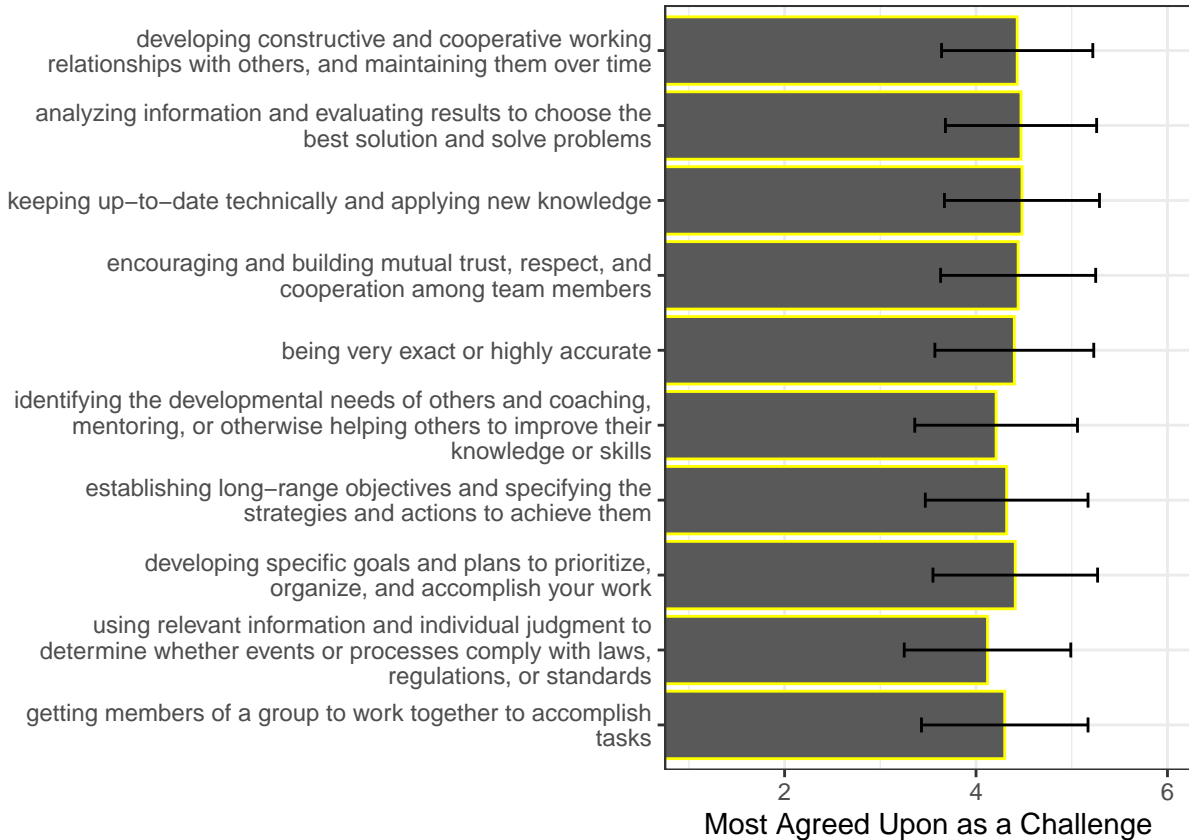 developing constructive and cooperative working
relationships with others, and maintaining them over time
analyzing information and evaluating results to choose the
best solution and solve problems
keeping up−to−date technically and applying new knowledge
encouraging and building mutual trust, respect, and
cooperation among team members
being very exact or highly accurate
identifying the developmental needs of others and coaching,
mentoring, or otherwise helping others to improve their
knowledge or skills
establishing long−range objectives and specifying the
strategies and actions to achieve them
developing specific goals and plans to prioritize,
organize, and accomplish your work
using relevant information and individual judgment to
determine whether events or processes comply with laws,
regulations, or standards
getting members of a group to work together to accomplish
tasks
2 4 6
Most Agreed Upon as a Challenge